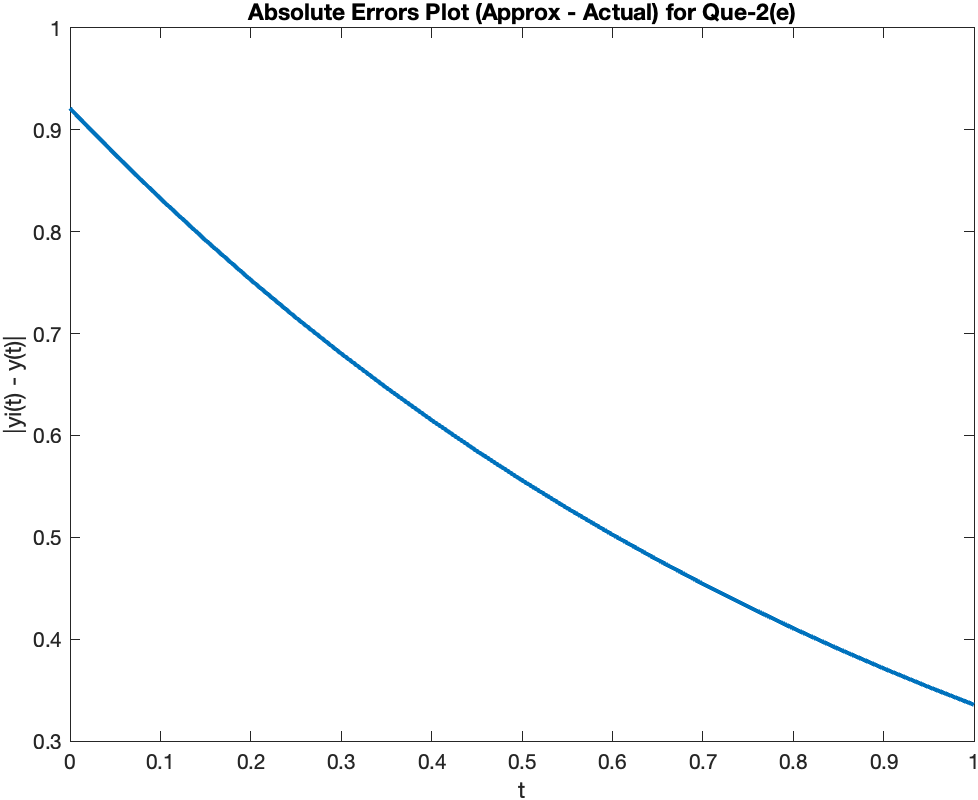 Absolute Errors Plot (Approx - Actual) for Que-2(e)
|yi(t) - y(t)|
1
0.9
0.8
0.7
0.6
0.5
0.4
0.3
0 0.1 0.2 0.3 0.4 0.5 0.6 0.7 0.8 0.9 1
t